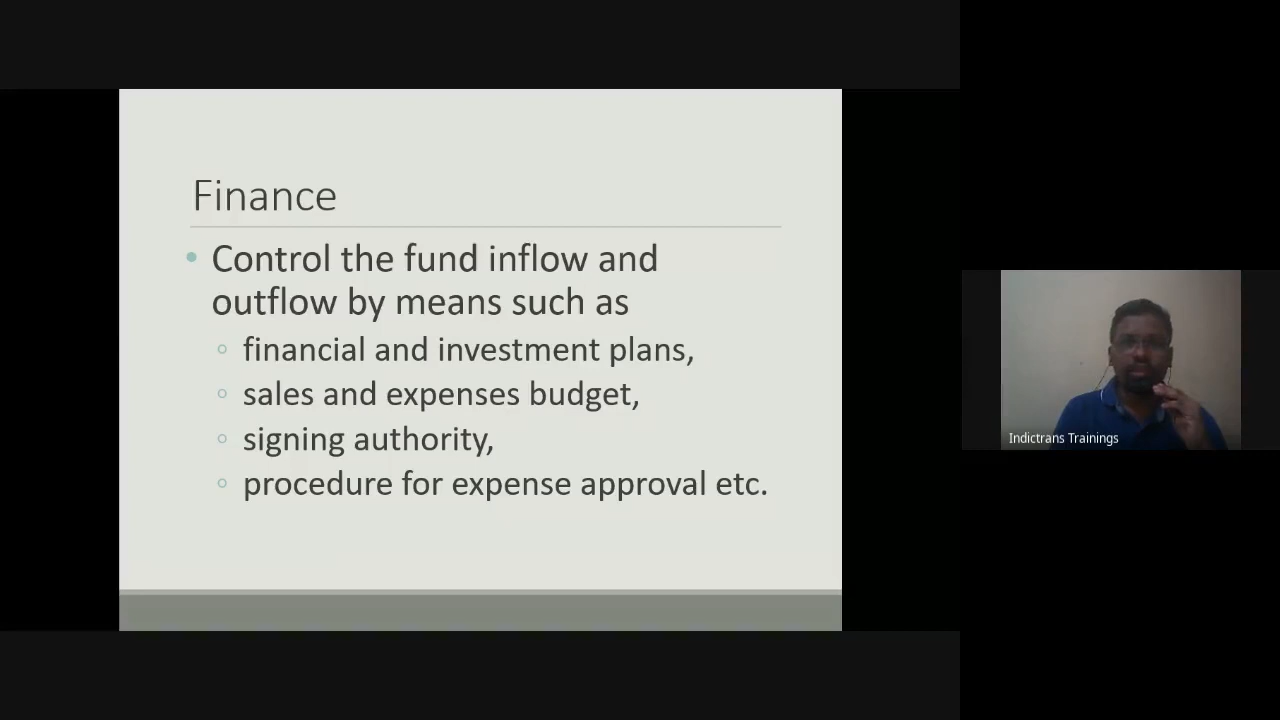 Finance
Control the fund inflow and
outflow by means such as
financial and investment plans,
sales and expenses budget,
signing authority,
procedure for expense approval etc.
Indictrans Trainings